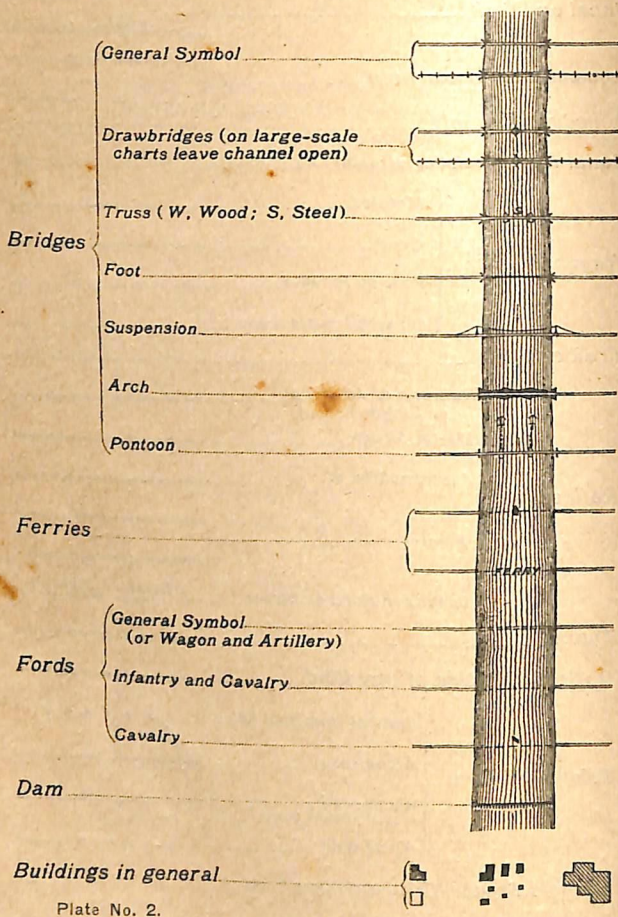 General Symbol
Drawbridges (on large-scale
charts leave channel open)
Truss (W, Wood; S, Steel)
S
Bridges
Foot
Suspension
Arch
Pontoon
Ferries
FERRY
General Symbol
(or Wagon and Artillery)
Fords
Infantry and Cavalry
Cavalry
Dam
Buildings in general
Plate No. 2.